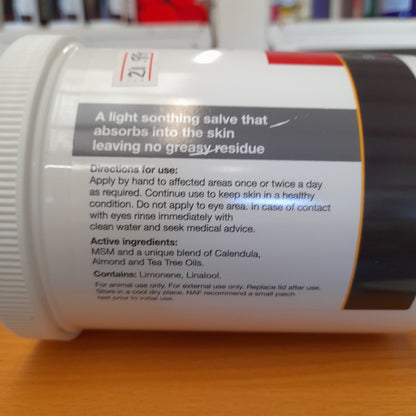 21.99
A light soothing salve that
absorbs into the skin
leaving no greasy residue
Directions for use:
Apply by hand to affected areas once or twice a day
as required. Continue use to keep skin in a healthy
condition. Do not apply to eye area. In case of contact
with eyes rinse immediately with
clean water and seek medical advice.
Active ingredients:
MSM and a unique blend of Calendula,
Almond and Tea Tree Oils.
Contains: Limonene, Linalool.
For animal use only. For external use only. Replace lid after use.
Store in a cool dry place. NAF recommend a small patch
test prior to initial use.